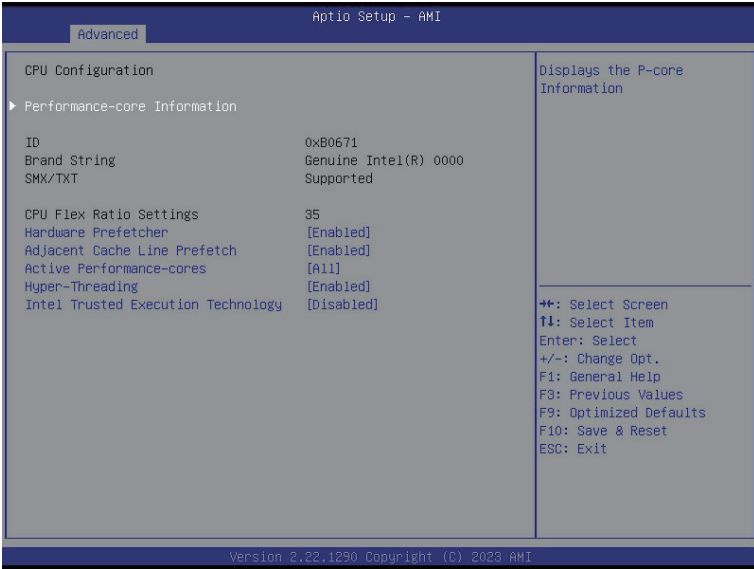 Aptio Setup – AMI
Advanced
CPU Configuration
Performance-core Information
ID 0xB0671
Brand String Genuine Intel(R) 0000
SMX/TXT Supported
CPU Flex Ratio Settings 35
Hardware Prefetcher [Enabled]
Adjacent Cache Line Prefetch [Enabled]
Active Performance-cores [All]
Hyper-Threading [Enabled]
Intel Trusted Execution Technology [Disabled]
Displays the P-core
Information
→←: Select Screen
↑↓: Select Item
Enter: Select
+/-: Change Opt.
F1: General Help
F3: Previous Values
F9: Optimized Defaults
F10: Save & Reset
ESC: Exit
Version 2.22.1290 Copyright (C) 2023 AMI